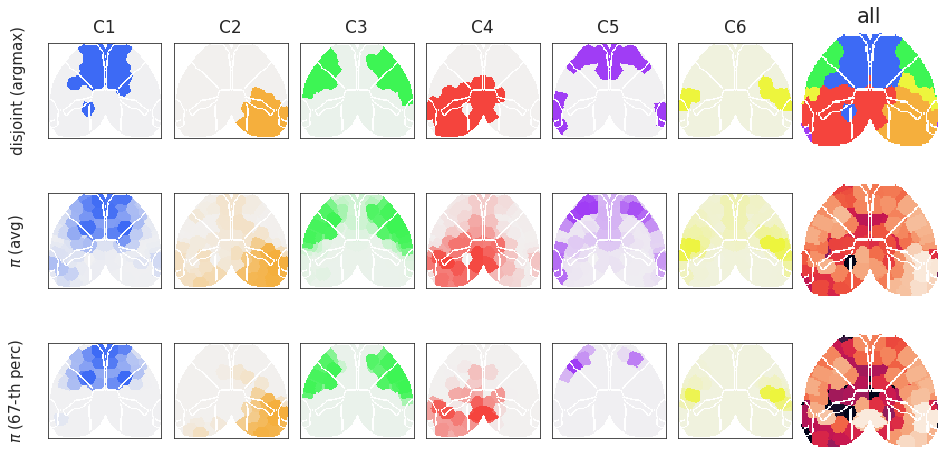 C1 C2 C3 C4 C5 C6 all
disjoint (argmax)
π (avg)
π (67-th perc)